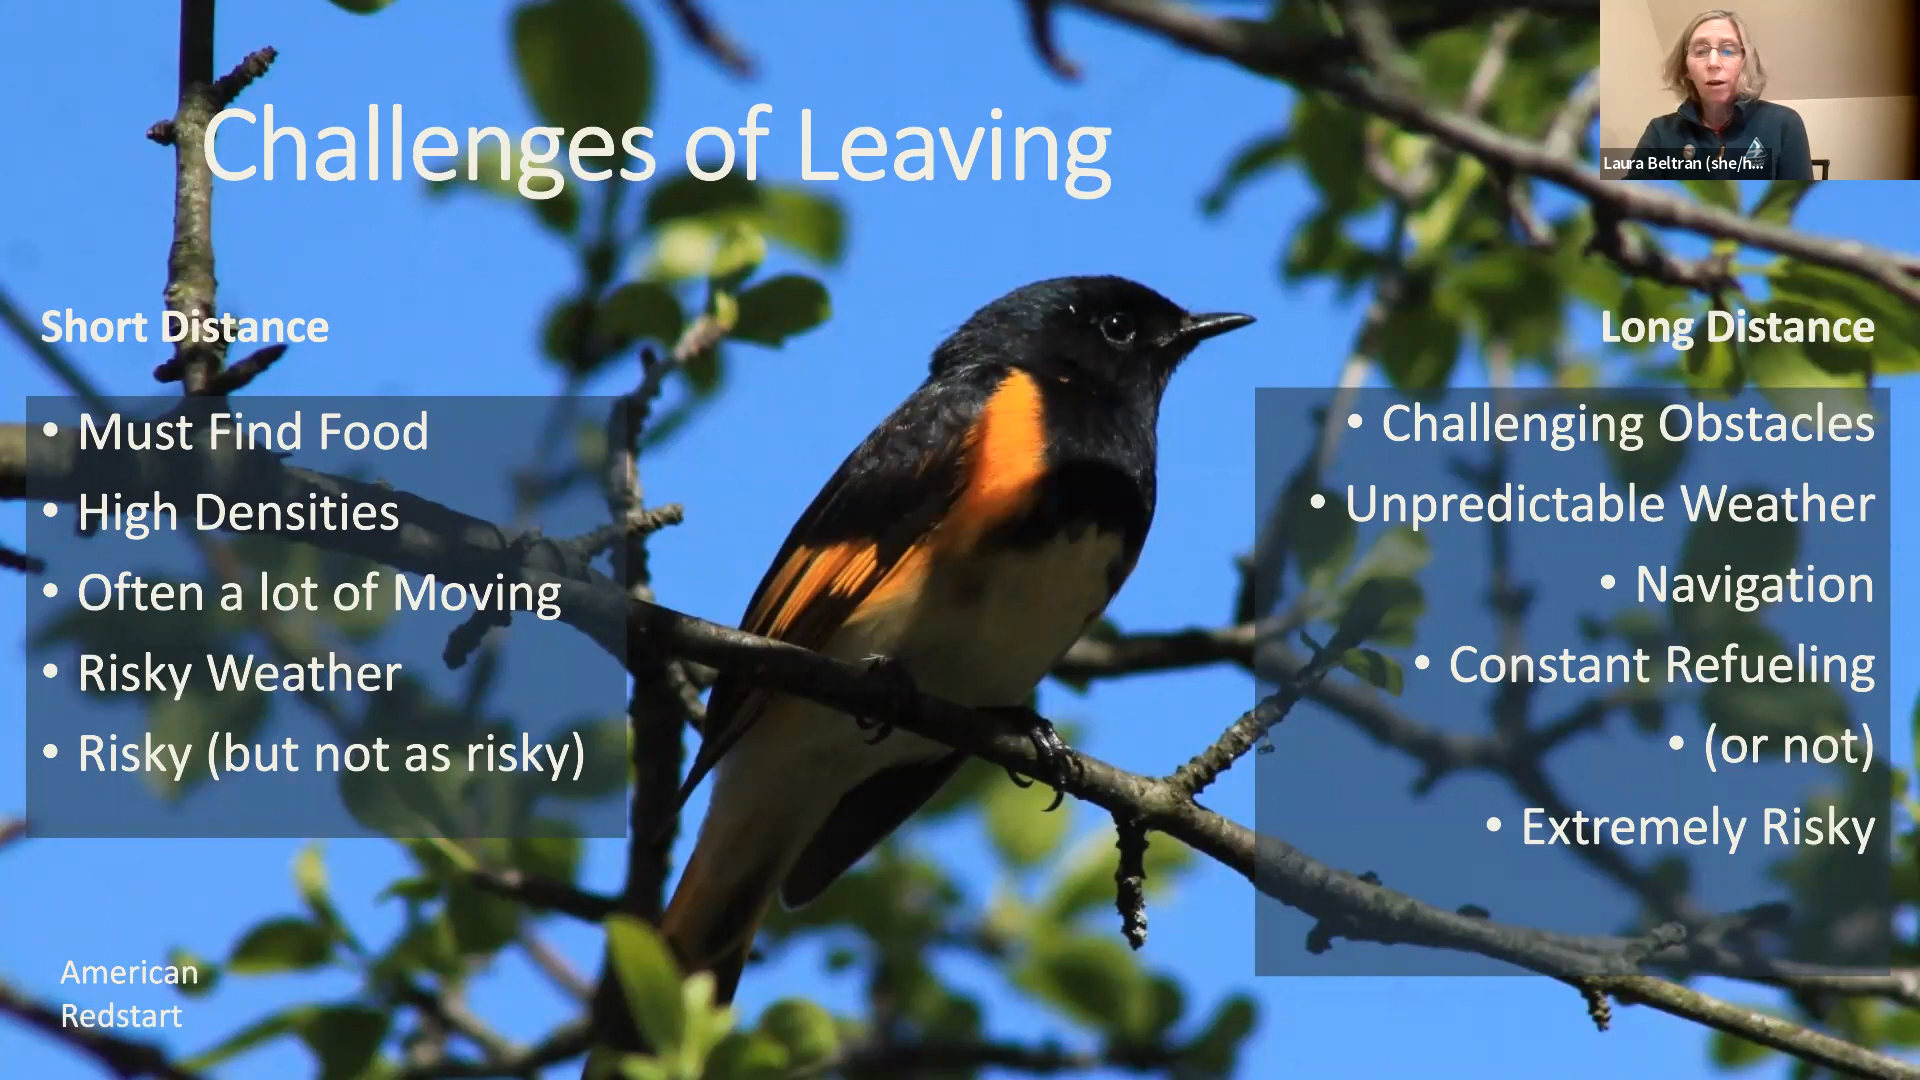 Challenges of Leaving
Laura Beltran (she/h...
Short Distance
• Must Find Food
• High Densities
• Often a lot of Moving
• Risky Weather
• Risky (but not as risky)
Long Distance
• Challenging Obstacles
• Unpredictable Weather
• Navigation
• Constant Refueling
• (or not)
• Extremely Risky
American
Redstart